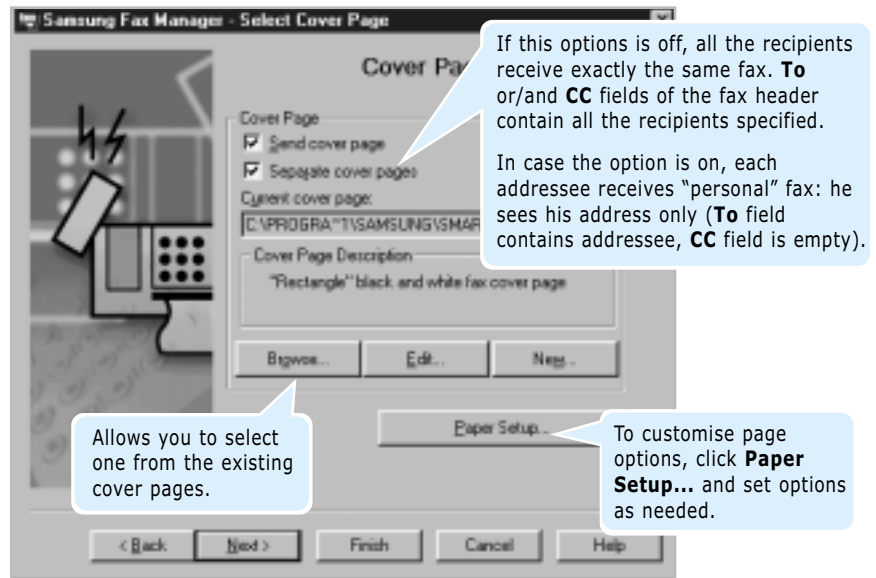 Samsung Fax Manager - Select Cover Page
Cover Pa
If this options is off, all the recipients
receive exactly the same fax. To
or/and CC fields of the fax header
contain all the recipients specified.
In case the option is on, each
addressee receives “personal” fax: he
sees his address only (To field
contains addressee, CC field is empty).
Cover Page
Send cover page
Separate cover pages
Current cover page:
C:\PROGRA~1\SAMSUNG\SMAR
Cover Page Description
"Rectangle" black and white fax cover page
Browse...
Edit...
New...
Paper Setup...
Allows you to select
one from the existing
cover pages.
To customise page
options, click Paper
Setup... and set options
as needed.
< Back
Next >
Finish
Cancel
Help